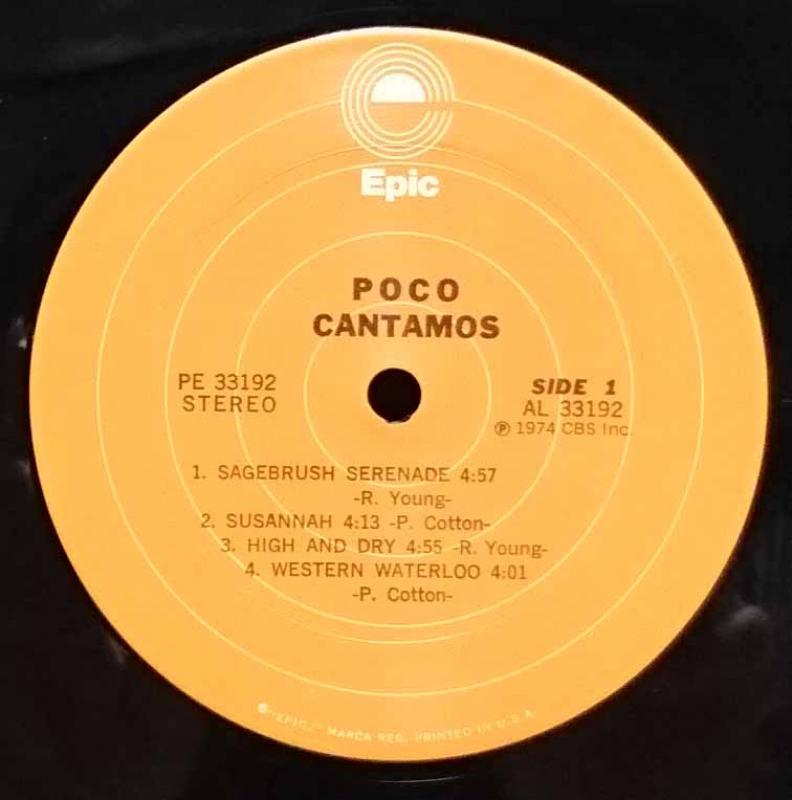 Epic
POCO
CANTAMOS
PE 33192
STEREO
SIDE 1
AL 33192
℗ 1974 CBS Inc.
1. SAGEBRUSH SERENADE 4:57
-R. Young-
2. SUSANNAH 4:13 -P. Cotton-
3. HIGH AND DRY 4:55 -R. Young-
4. WESTERN WATERLOO 4:01
-P. Cotton-
"EPIC," MARCA REG. PRINTED IN U.S.A.